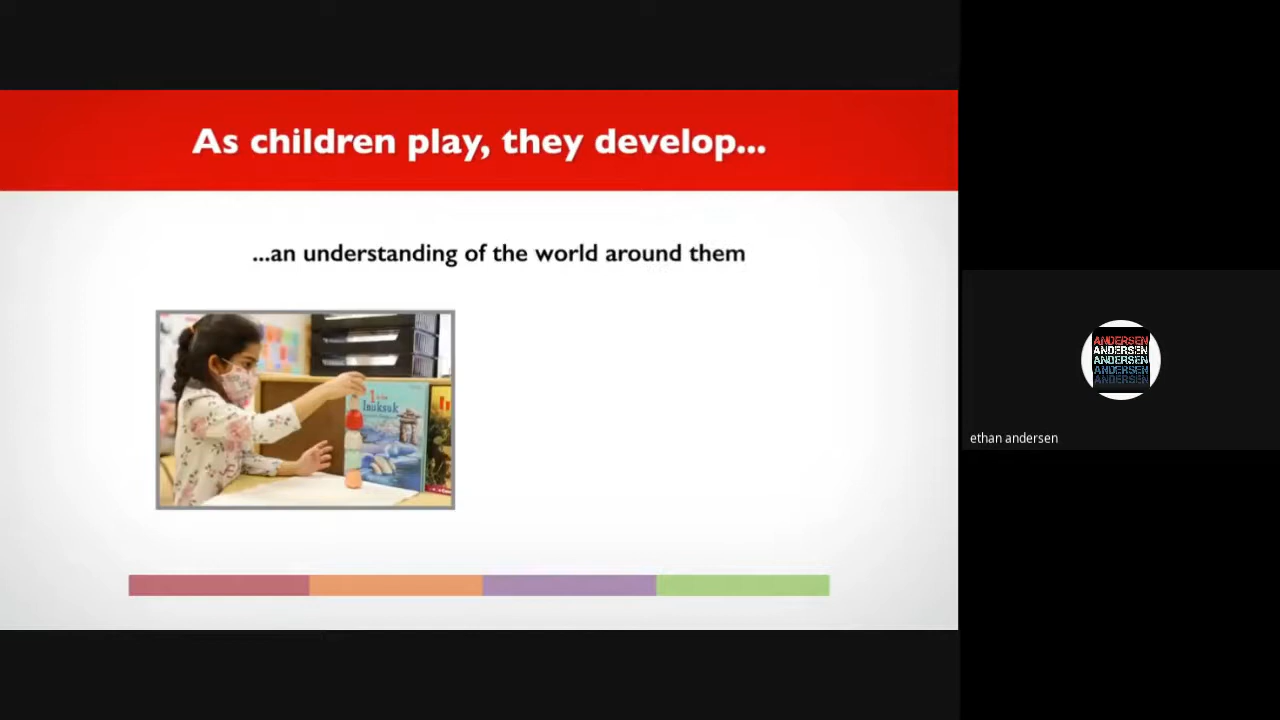 As children play, they develop...
...an understanding of the world around them
Inuksuk
ANDERSEN
ANDERSEN
ANDERSEN
ANDERSEN
ANDERSEN
ethan andersen